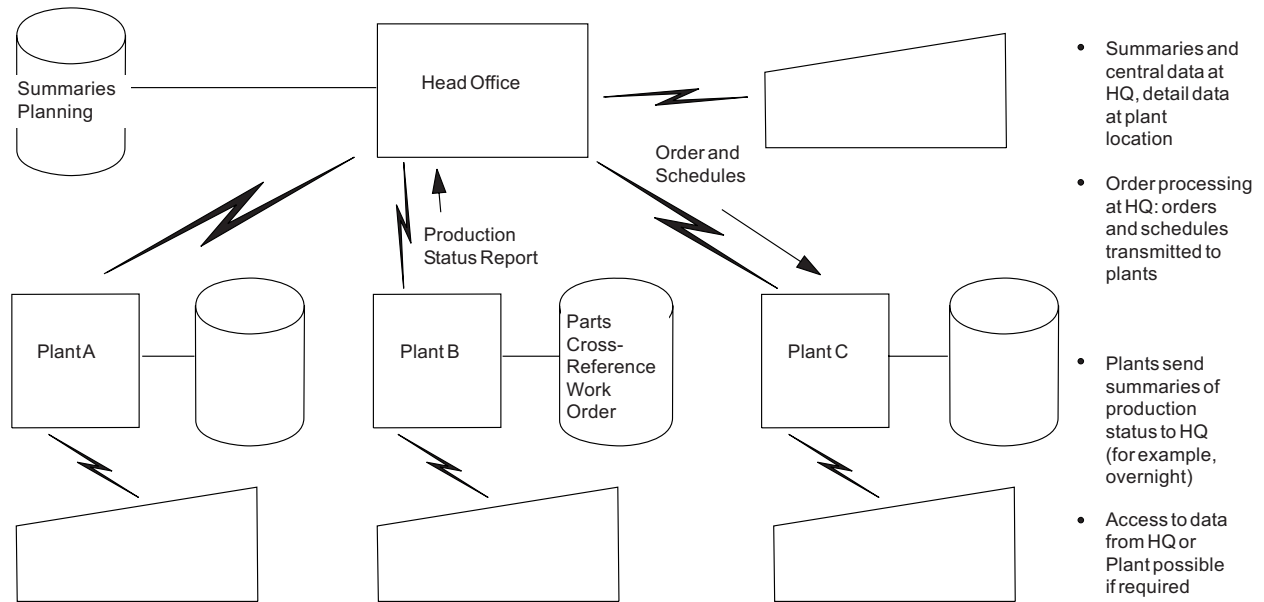 Summaries
Planning
Head Office
Order and
Schedules
Production
Status Report
Plant A
Plant B
Parts
Cross-
Reference
Work
Order
Plant C
• Summaries and
central data at
HQ, detail data
at plant
location
• Order processing
at HQ: orders
and schedules
transmitted to
plants
• Plants send
summaries of
production
status to HQ
(for example,
overnight)
• Access to data
from HQ or
Plant possible
if required